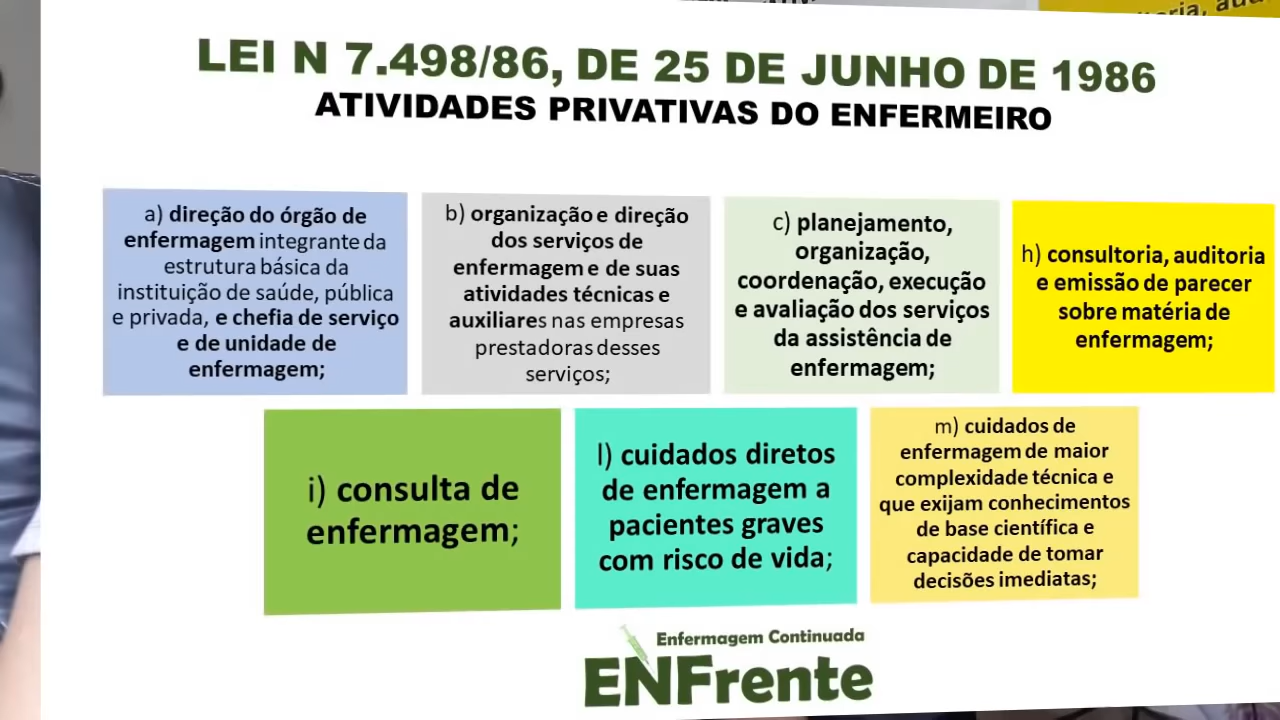 LEI N 7.498/86, DE 25 DE JUNHO DE 1986
ATIVIDADES PRIVATIVAS DO ENFERMEIRO
a) direção do órgão de
enfermagem integrante da
estrutura básica da
instituição de saúde, pública
e privada, e chefia de serviço
e de unidade de
enfermagem;
b) organização e direção
dos serviços de
enfermagem e de suas
atividades técnicas e
auxiliares nas empresas
prestadoras desses
serviços;
c) planejamento,
organização,
coordenação, execução
e avaliação dos serviços
da assistência de
enfermagem;
h) consultoria, auditoria
e emissão de parecer
sobre matéria de
enfermagem;
i) consulta de
enfermagem;
l) cuidados diretos
de enfermagem a
pacientes graves
com risco de vida;
m) cuidados de
enfermagem de maior
complexidade técnica e
que exijam conhecimentos
de base científica e
capacidade de tomar
decisões imediatas;
Enfermagem Continuada
ENFrente